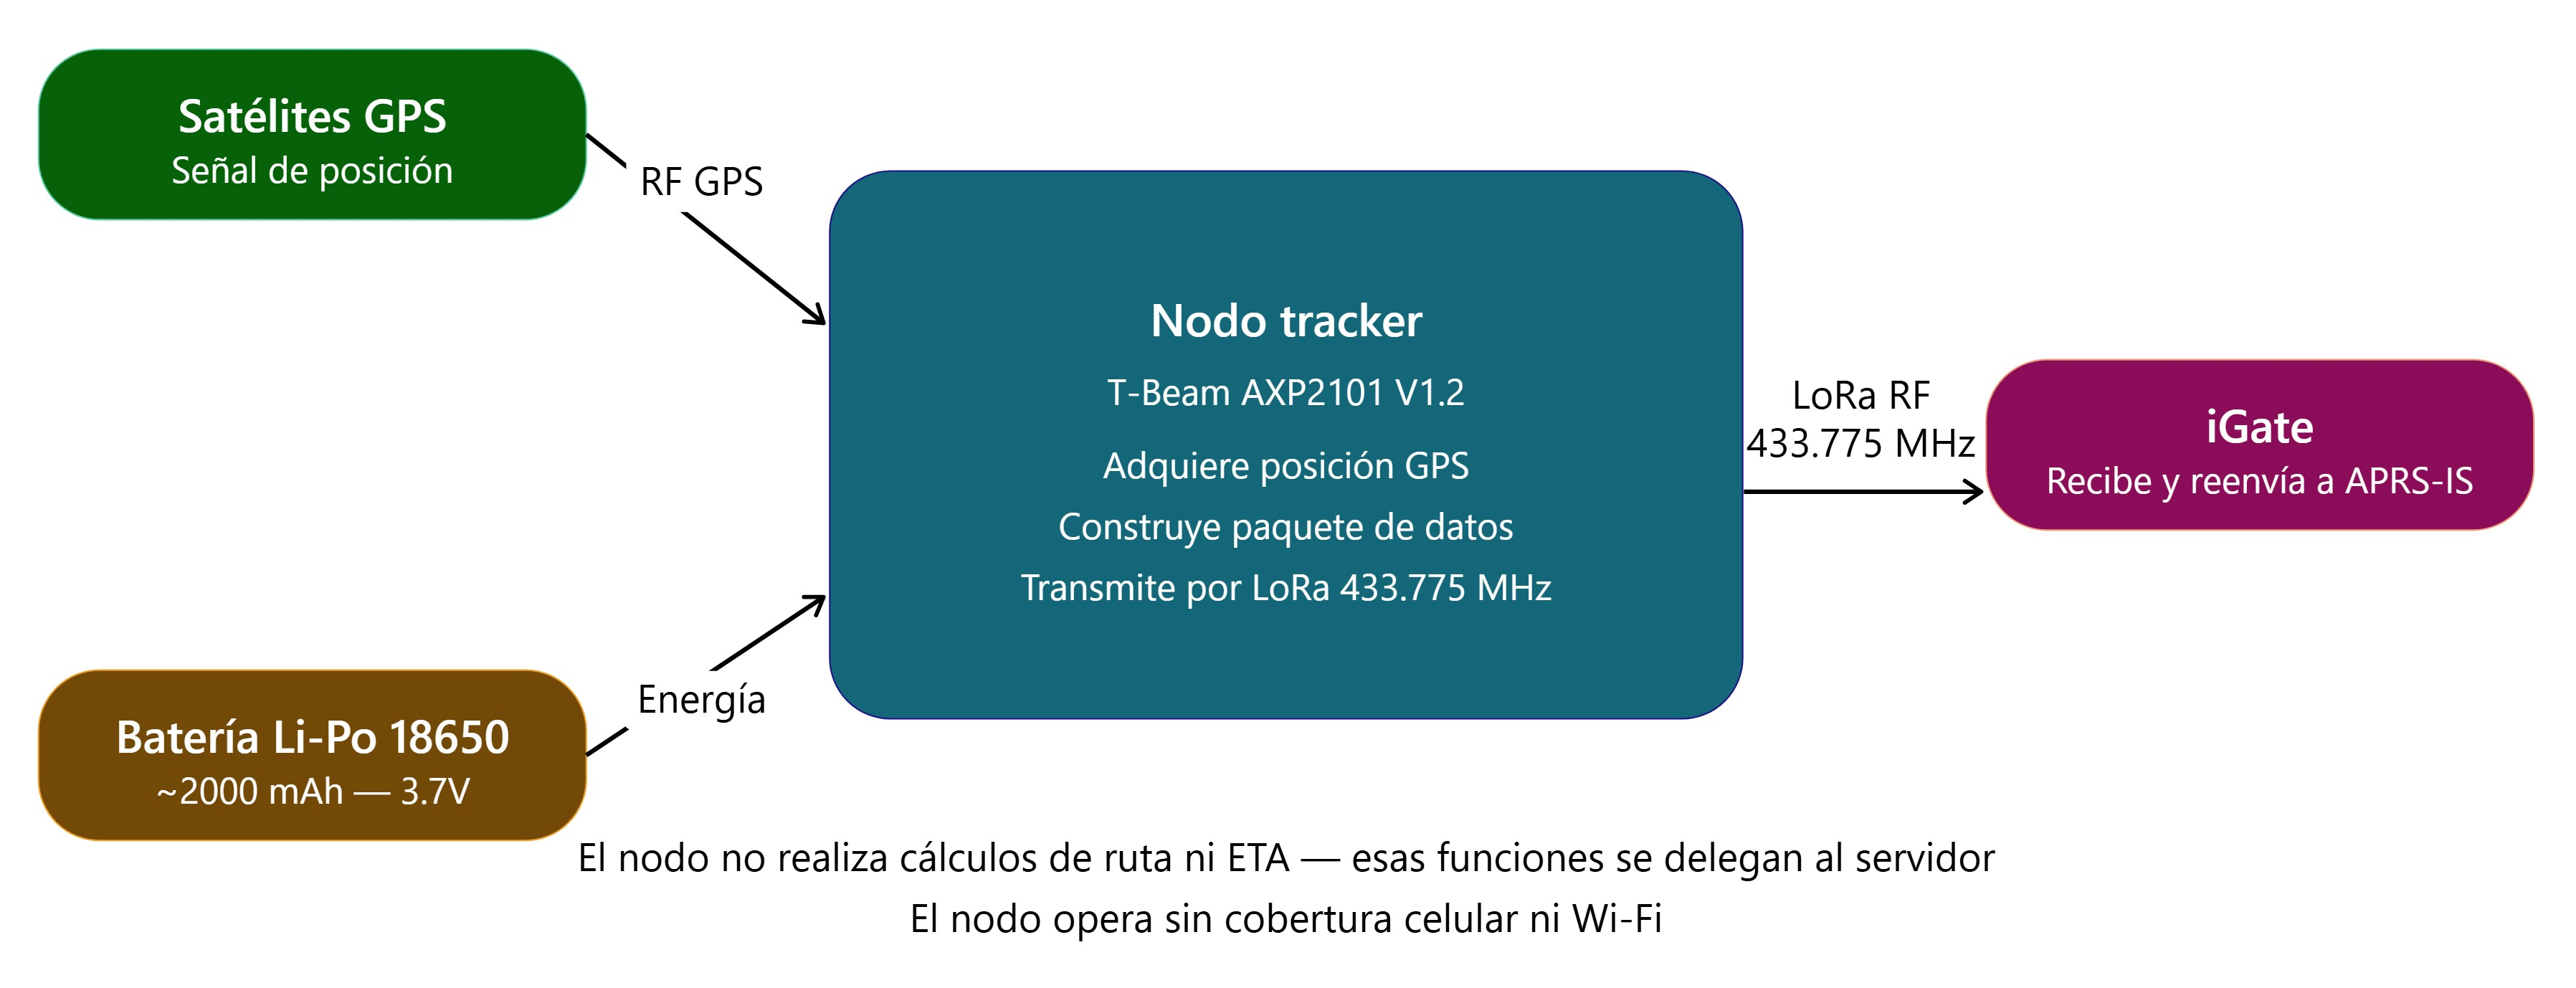 Satélites GPS
Señal de posición
RF GPS
Nodo tracker
T-Beam AXP2101 V1.2
Adquiere posición GPS
Construye paquete de datos
Transmite por LoRa 433.775 MHz
LoRa RF
433.775 MHz
iGate
Recibe y reenvía a APRS-IS
Energía
Batería Li-Po 18650
~2000 mAh — 3.7V
El nodo no realiza cálculos de ruta ni ETA — esas funciones se delegan al servidor
El nodo opera sin cobertura celular ni Wi-Fi